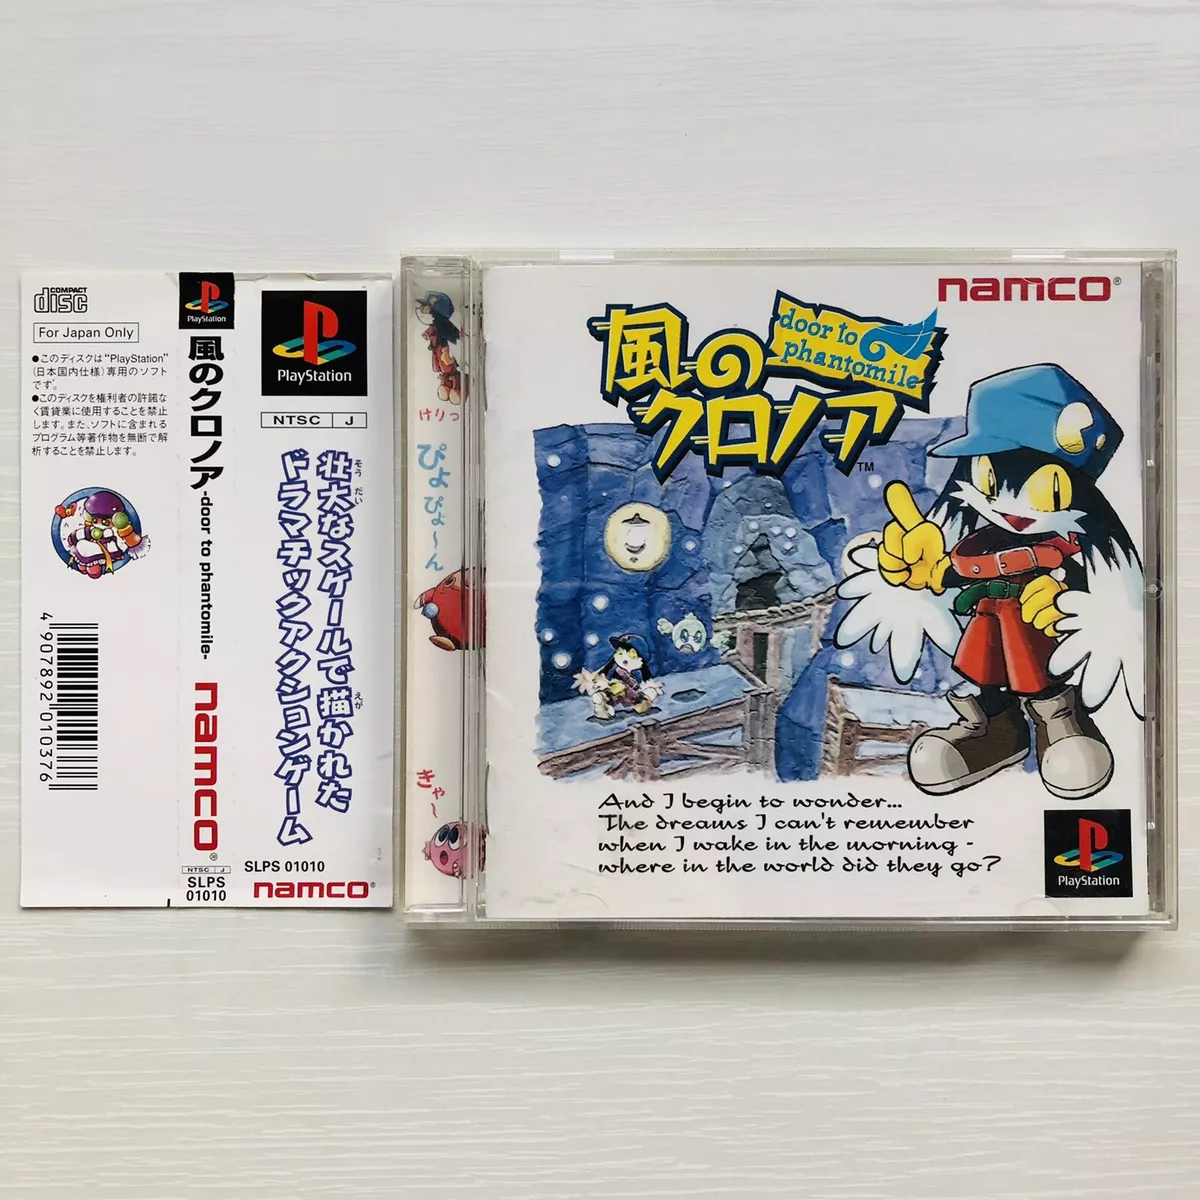 COMPACT
disc
For Japan Only
●このディスクは"PlayStation"
(日本国内仕様)専用のソフト
です。
●このディスクを権利者の許諾な
く賃貸業に使用することを禁止
します。また、ソフトに含まれる
プログラム等著作物を無断で解
析することを禁止します。
4 907892 010376
PlayStation
風のクロノア-door to phantomile-
namco®
NTSC J
SLPS
01010
PlayStation
NTSC J
壮大なスケールで描かれた
そう だい
えが
ドラマチックアクションゲーム
SLPS 01010
namco®
けりっ
ぴょぴょ〜ん
きゃ〜
namco®
風の
クロノア™
door to
phantomile
And I begin to wonder...
The dreams I can't remember
when I wake in the morning -
where in the world did they go?
PlayStation